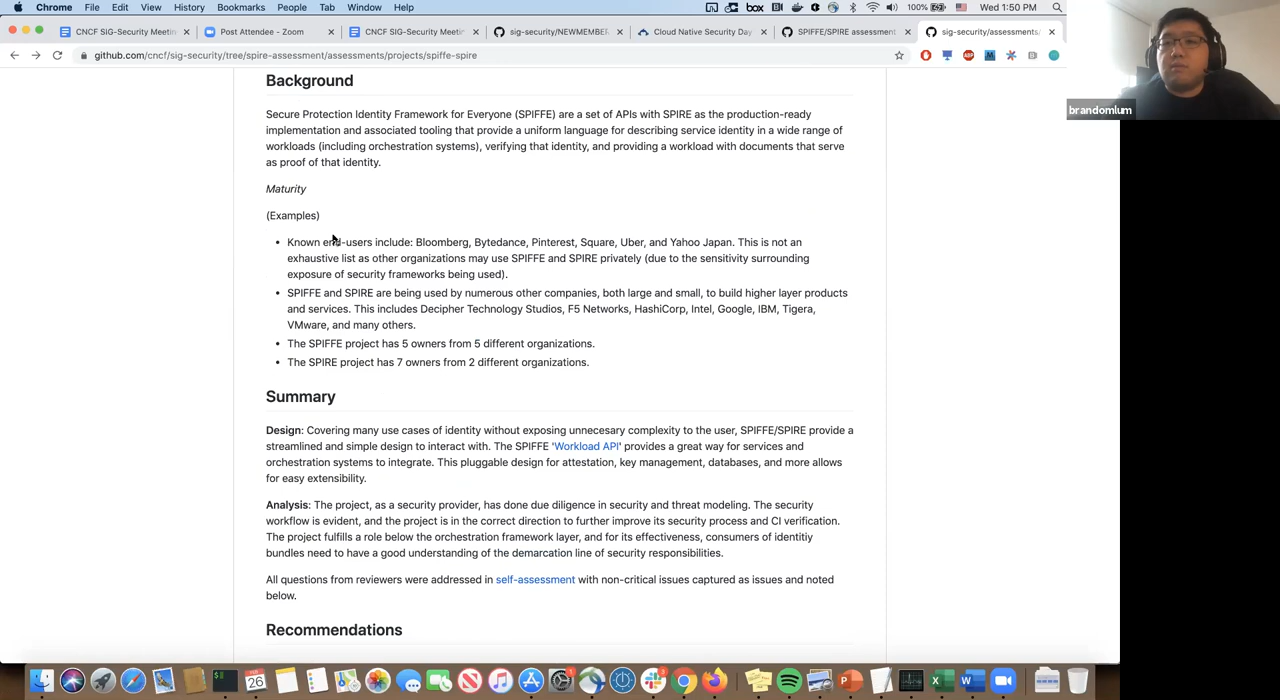 Chrome File Edit View History Bookmarks People Tab Window Help
box 100% Wed 1:50 PM
CNCF SIG-Security Meetin
Post Attendee - Zoom
CNCF SIG-Security Meetin
sig-security/NEWMEMBER
Cloud Native Security Day
SPIFFE/SPIRE assessment
sig-security/assessments/
github.com/cncf/sig-security/tree/spire-assessment/assessments/projects/spiffe-spire
brandomlum
Background
Secure Protection Identity Framework for Everyone (SPIFFE) are a set of APIs with SPIRE as the production-ready
implementation and associated tooling that provide a uniform language for describing service identity in a wide range of
workloads (including orchestration systems), verifying that identity, and providing a workload with documents that serve
as proof of that identity.
Maturity
(Examples)
• Known end-users include: Bloomberg, Bytedance, Pinterest, Square, Uber, and Yahoo Japan. This is not an
exhaustive list as other organizations may use SPIFFE and SPIRE privately (due to the sensitivity surrounding
exposure of security frameworks being used).
• SPIFFE and SPIRE are being used by numerous other companies, both large and small, to build higher layer products
and services. This includes Decipher Technology Studios, F5 Networks, HashiCorp, Intel, Google, IBM, Tigera,
VMware, and many others.
• The SPIFFE project has 5 owners from 5 different organizations.
• The SPIRE project has 7 owners from 2 different organizations.
Summary
Design: Covering many use cases of identity without exposing unnecesary complexity to the user, SPIFFE/SPIRE provide a
streamlined and simple design to interact with. The SPIFFE 'Workload API' provides a great way for services and
orchestration systems to integrate. This pluggable design for attestation, key management, databases, and more allows
for easy extensibility.
Analysis: The project, as a security provider, has done due diligence in security and threat modeling. The security
workflow is evident, and the project is in the correct direction to further improve its security process and CI verification.
The project fulfills a role below the orchestration framework layer, and for its effectiveness, consumers of identitiy
bundles need to have a good understanding of the demarcation line of security responsibilities.
All questions from reviewers were addressed in self-assessment with non-critical issues captured as issues and noted
below.
Recommendations
26